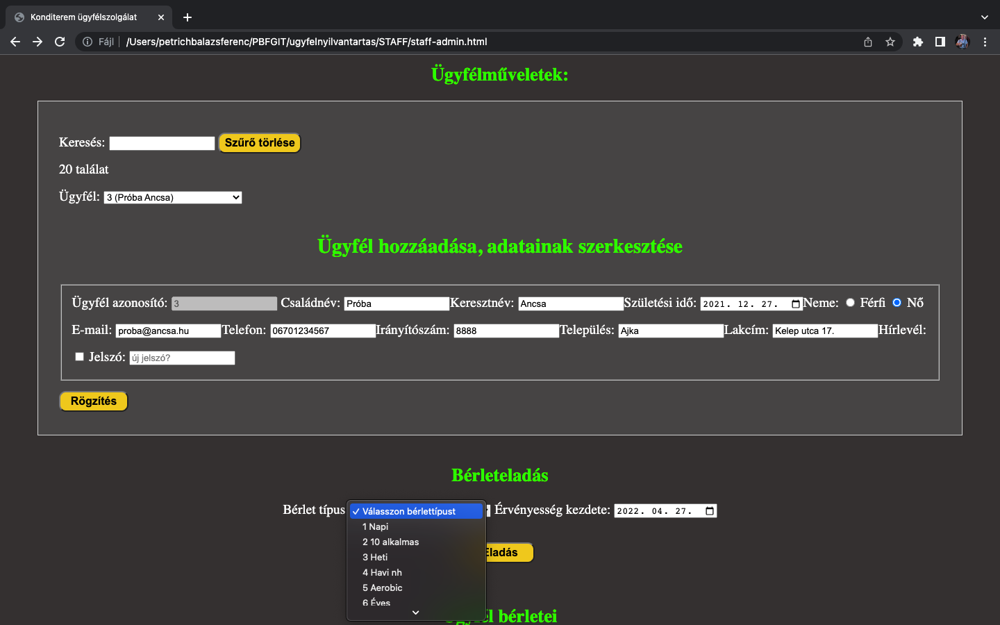 Konditerem ügyfélszolgálat
Fájl /Users/petrichbalazsferenc/PBFGIT/ugyfelnyilvantartas/STAFF/staff-admin.html
Ügyfélműveletek:
Keresés: Szűrő törlése
20 találat
Ügyfél: 3 (Próba Ancsa)
Ügyfél hozzáadása, adatainak szerkesztése
Ügyfél azonosító: 3 Családnév: Próba Keresztnév: Ancsa Születési idő: 2021. 12. 27. Neme: Férfi Nő
E-mail: proba@ancsa.hu Telefon: 06701234567 Irányítószám: 8888 Település: Ajka Lakcím: Kelep utca 17. Hírlevél:
Jelszó: új jelszó?
Rögzítés
Bérleteladás
Bérlet típus Válasszon bérlettípust Érvényesség kezdete: 2022. 04. 27.
1 Napi
2 10 alkalmas
Eladás
3 Heti
4 Havi nh
5 Aerobic
6 Éves
Ügyfél bérletei